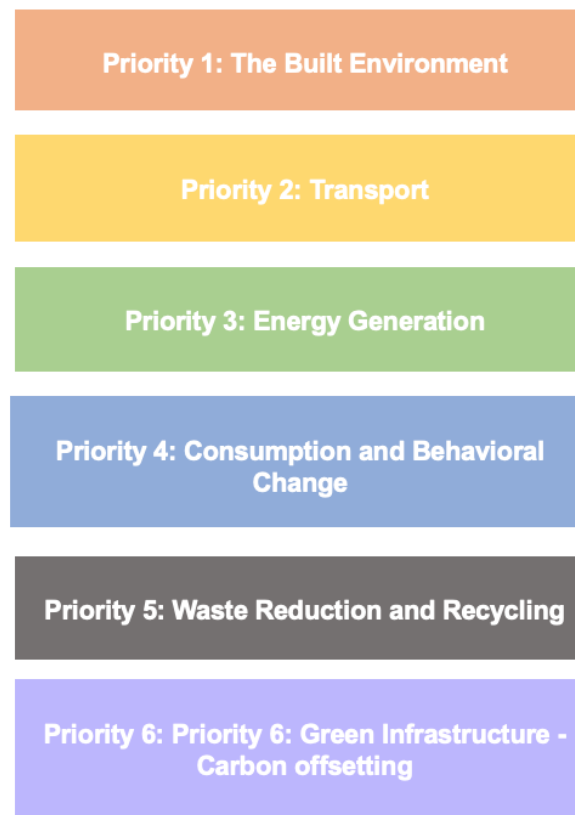 Priority 1: The Built Environment
Priority 2: Transport
Priority 3: Energy Generation
Priority 4: Consumption and Behavioral
Change
Priority 5: Waste Reduction and Recycling
Priority 6: Priority 6: Green Infrastructure -
Carbon offsetting